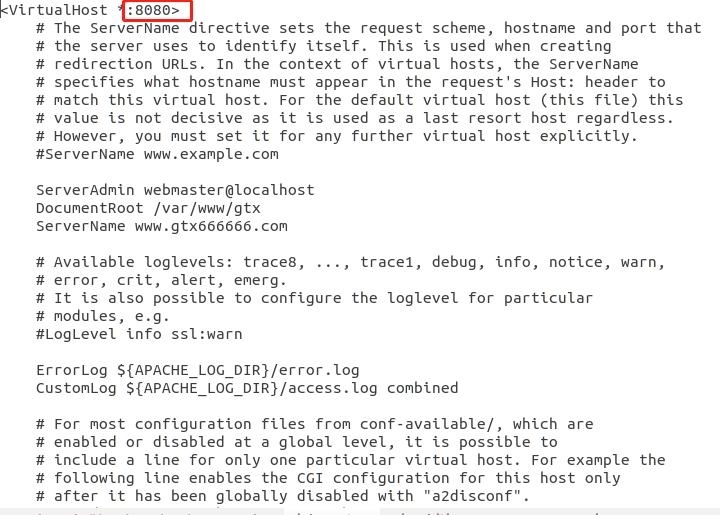 <VirtualHost *:8080>
# The ServerName directive sets the request scheme, hostname and port that
# the server uses to identify itself. This is used when creating
# redirection URLs. In the context of virtual hosts, the ServerName
# specifies what hostname must appear in the request's Host: header to
# match this virtual host. For the default virtual host (this file) this
# value is not decisive as it is used as a last resort host regardless.
# However, you must set it for any further virtual host explicitly.
#ServerName www.example.com
ServerAdmin webmaster@localhost
DocumentRoot /var/www/gtx
ServerName www.gtx666666.com
# Available loglevels: trace8, ..., trace1, debug, info, notice, warn,
# error, crit, alert, emerg.
# It is also possible to configure the loglevel for particular
# modules, e.g.
#LogLevel info ssl:warn
ErrorLog ${APACHE_LOG_DIR}/error.log
CustomLog ${APACHE_LOG_DIR}/access.log combined
# For most configuration files from conf-available/, which are
# enabled or disabled at a global level, it is possible to
# include a line for only one particular virtual host. For example the
# following line enables the CGI configuration for this host only
# after it has been globally disabled with "a2disconf".